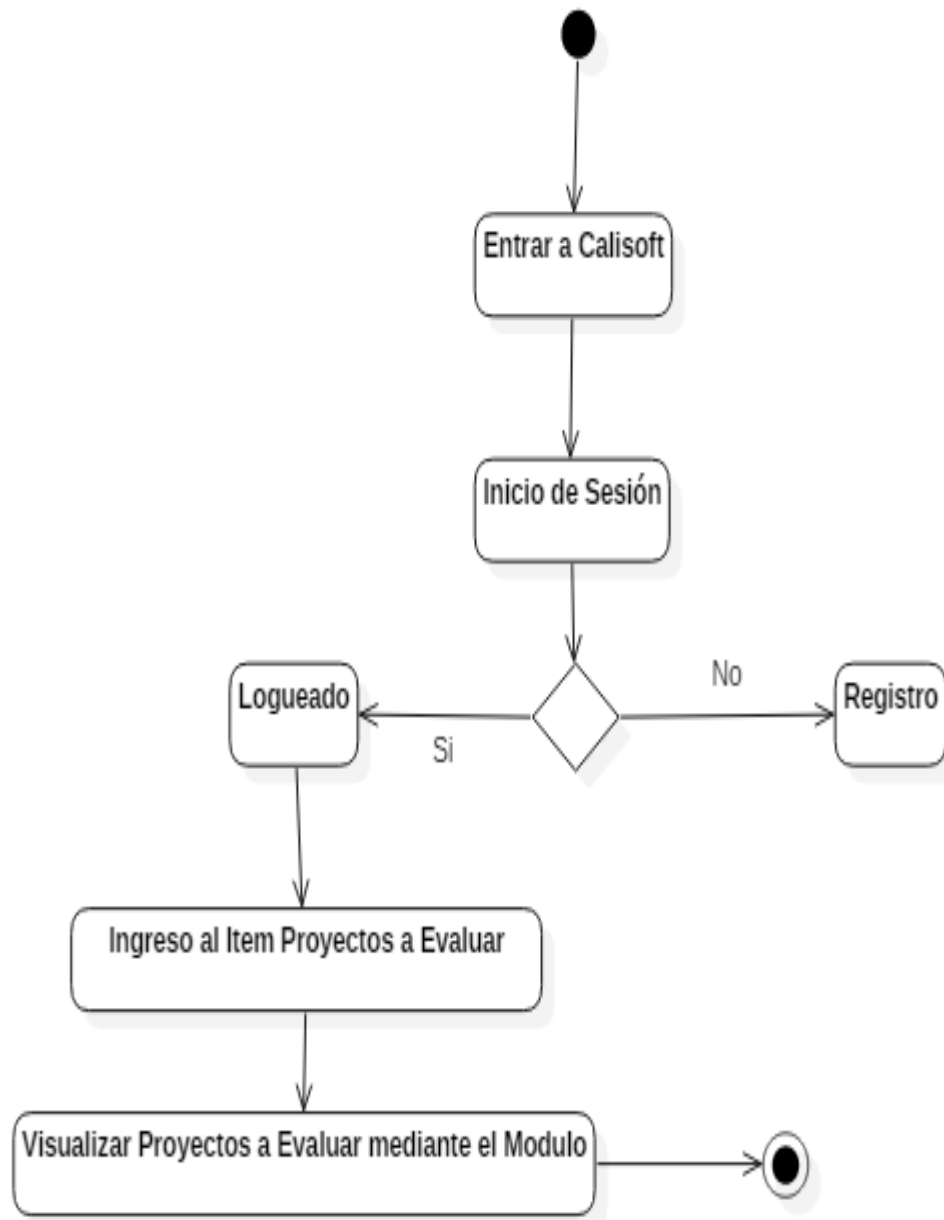 Entrar a Calisoft
Inicio de Sesión
No
Logueado
Registro
Si
Ingreso al Item Proyectos a Evaluar
Visualizar Proyectos a Evaluar mediante el Modulo